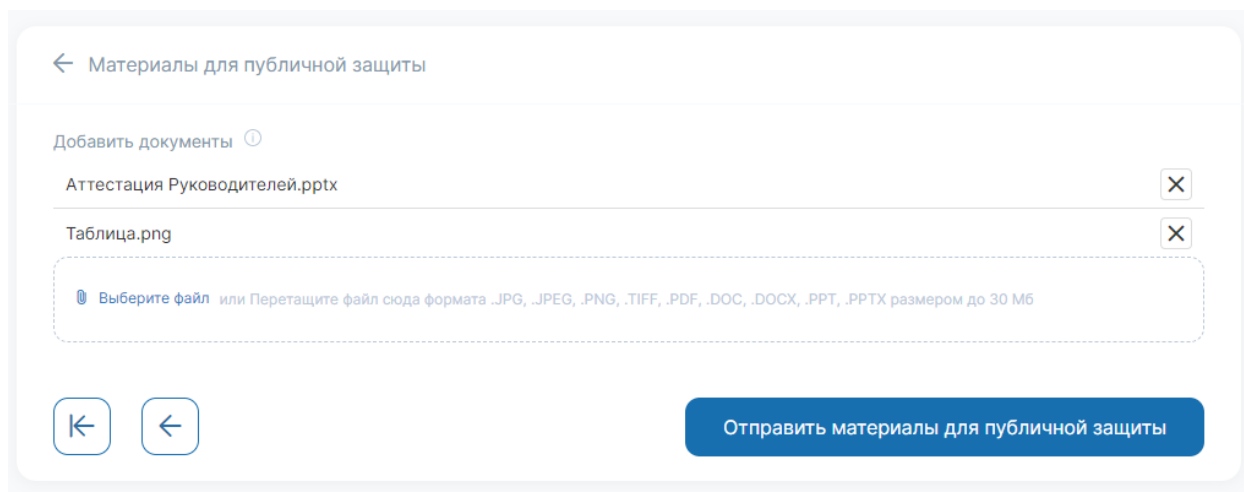 Материалы для публичной защиты
Добавить документы
Аттестация Руководителей.pptx
Таблица.png
Выберите файл или Перетащите файл сюда формата .JPG, .JPEG, .PNG, .TIFF, .PDF, .DOC, .DOCX, .PPT, .PPTX размером до 30 Мб
Отправить материалы для публичной защиты